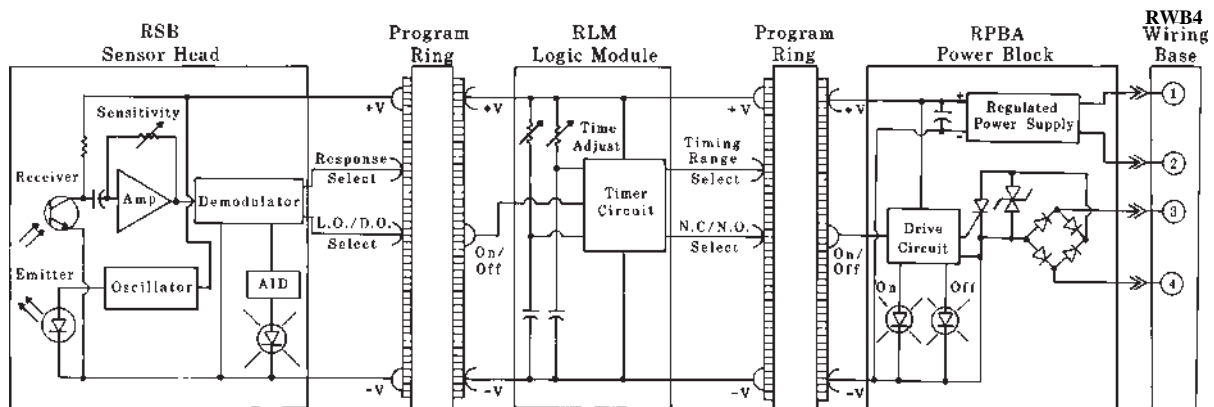 RSB
Sensor Head
Program
Ring
RLM
Logic Module
Program
Ring
RPBA
Power Block
RWB4
Wiring
Base
+V
+V
+V
+V
Sensitivity
Time
Adjust
Timing
Range
Select
Regulated
Power Supply
+
-
1
2
Receiver
Amp
Demodulator
Response
Select
Timer
Circuit
L.O./D.O.
Select
N.C/N.O.
Select
On/
Off
On/
Off
Drive
Circuit
3
4
Emitter
Oscillator
AID
On
Off
-V
-V
-V
-V